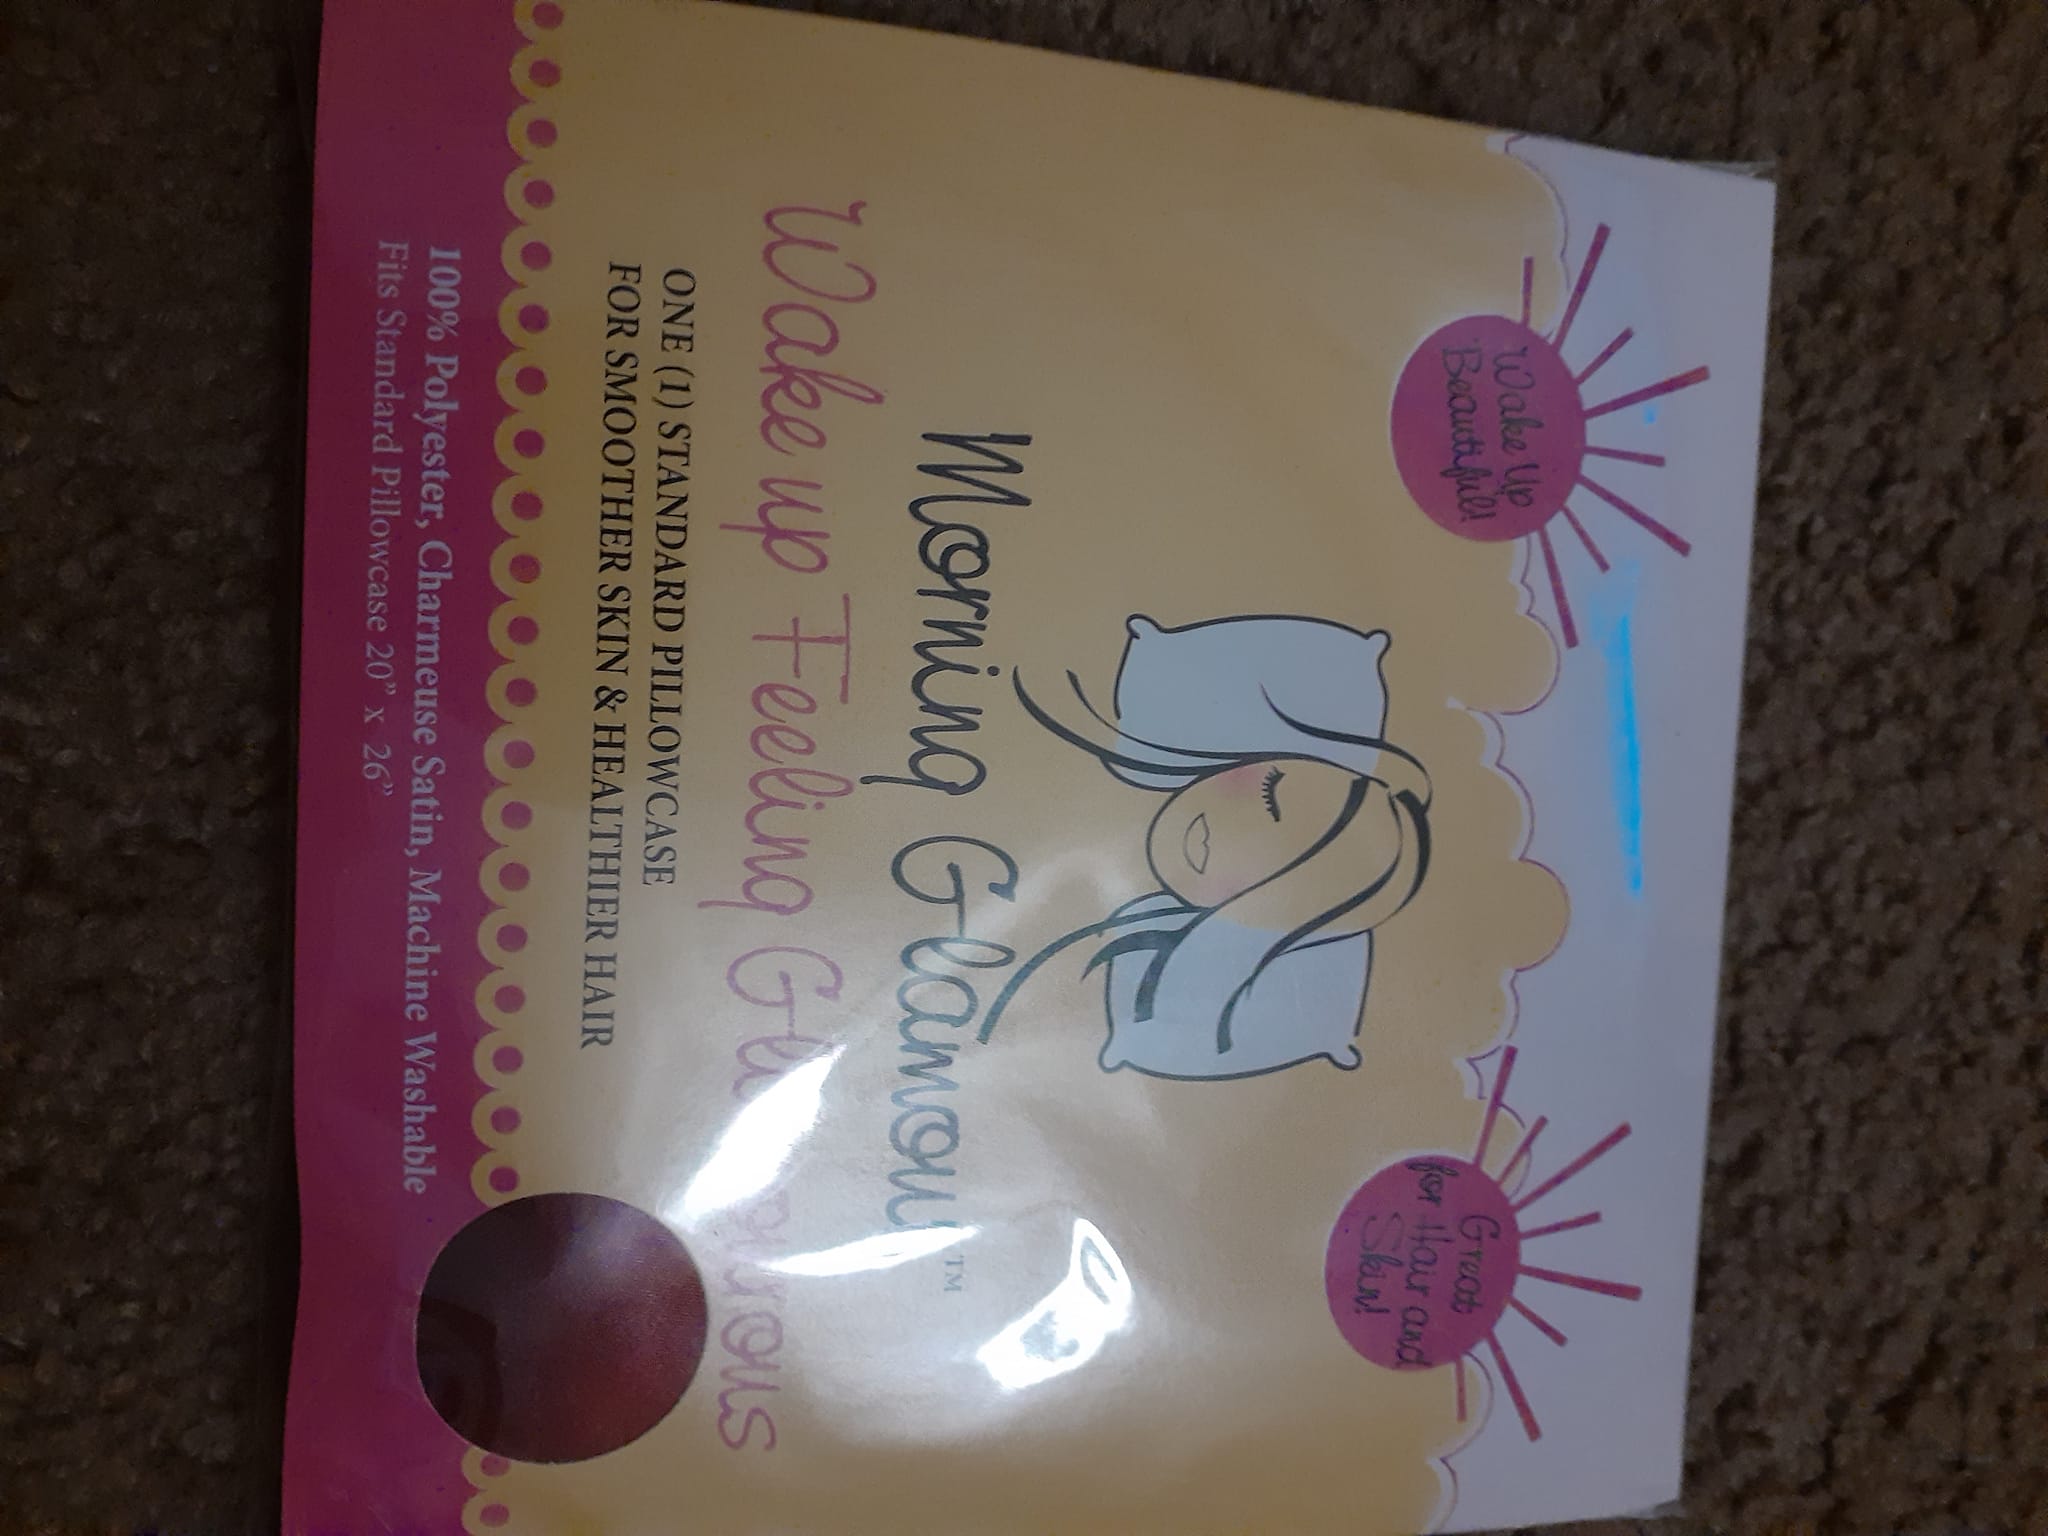 Wake Up
Beautiful!
Great
for Hair and
Skin!
Morning Glamour™
Wake up Feeling Glamourous
ONE (1) STANDARD PILLOWCASE
FOR SMOOTHER SKIN & HEALTHIER HAIR
100% Polyester, Charmeuse Satin, Machine Washable
Fits Standard Pillowcase 20” x 26”